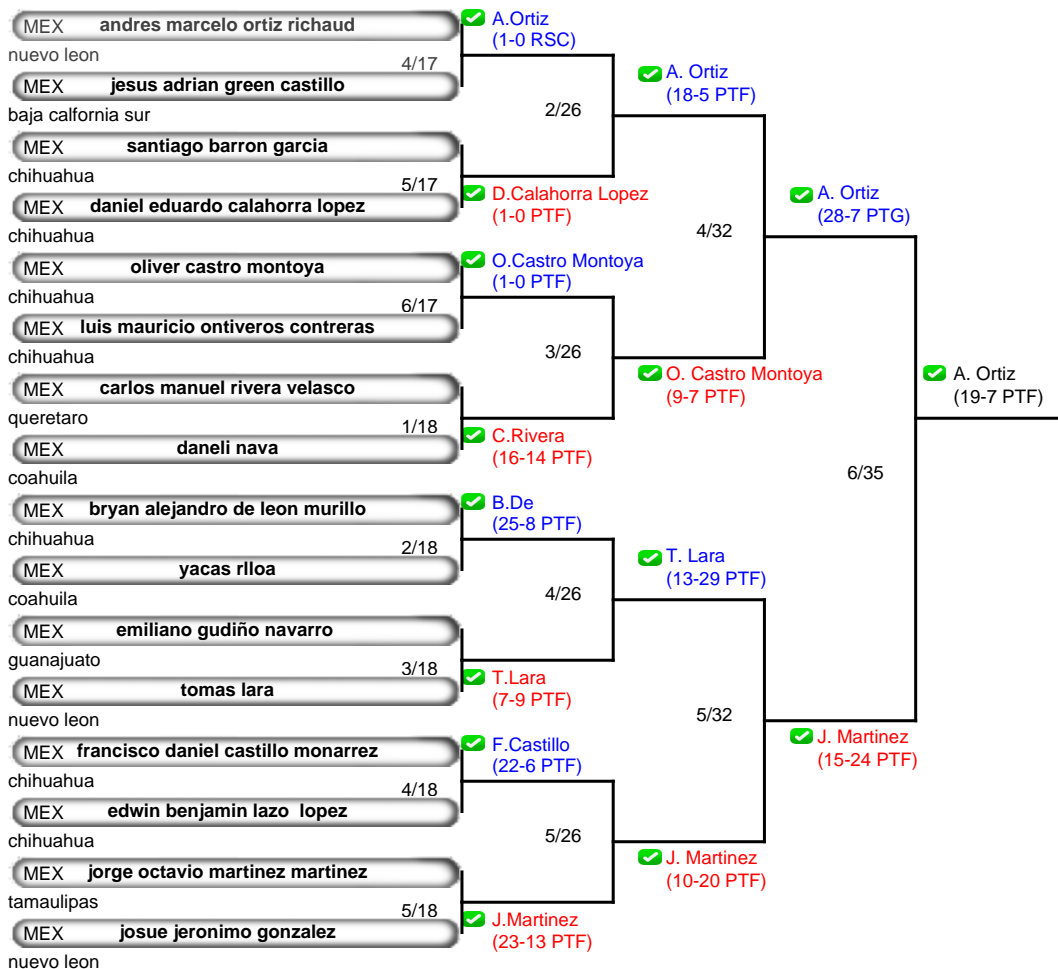 MEX andres marcelo ortiz richaud
nuevo leon
4/17
MEX jesus adrian green castillo
baja calfornia sur
MEX santiago barron garcia
chihuahua
5/17
MEX daniel eduardo calahorra lopez
chihuahua
MEX oliver castro montoya
chihuahua
6/17
MEX luis mauricio ontiveros contreras
chihuahua
MEX carlos manuel rivera velasco
queretaro
1/18
MEX daneli nava
coahuila
MEX bryan alejandro de leon murillo
chihuahua
2/18
MEX yacas rlloa
coahuila
MEX emiliano gudiño navarro
guanajuato
3/18
MEX tomas lara
nuevo leon
MEX francisco daniel castillo monarrez
chihuahua
4/18
MEX edwin benjamin lazo lopez
chihuahua
MEX jorge octavio martinez martinez
tamaulipas
5/18
MEX josue jeronimo gonzalez
nuevo leon
A.Ortiz
(1-0 RSC)
2/26
D.Calahorra Lopez
(1-0 PTF)
O.Castro Montoya
(1-0 PTF)
3/26
C.Rivera
(16-14 PTF)
B.De
(25-8 PTF)
4/26
T.Lara
(7-9 PTF)
F.Castillo
(22-6 PTF)
5/26
J.Martinez
(23-13 PTF)
A. Ortiz
(18-5 PTF)
4/32
O. Castro Montoya
(9-7 PTF)
T. Lara
(13-29 PTF)
5/32
J. Martinez
(10-20 PTF)
A. Ortiz
(28-7 PTG)
6/35
J. Martinez
(15-24 PTF)
A. Ortiz
(19-7 PTF)